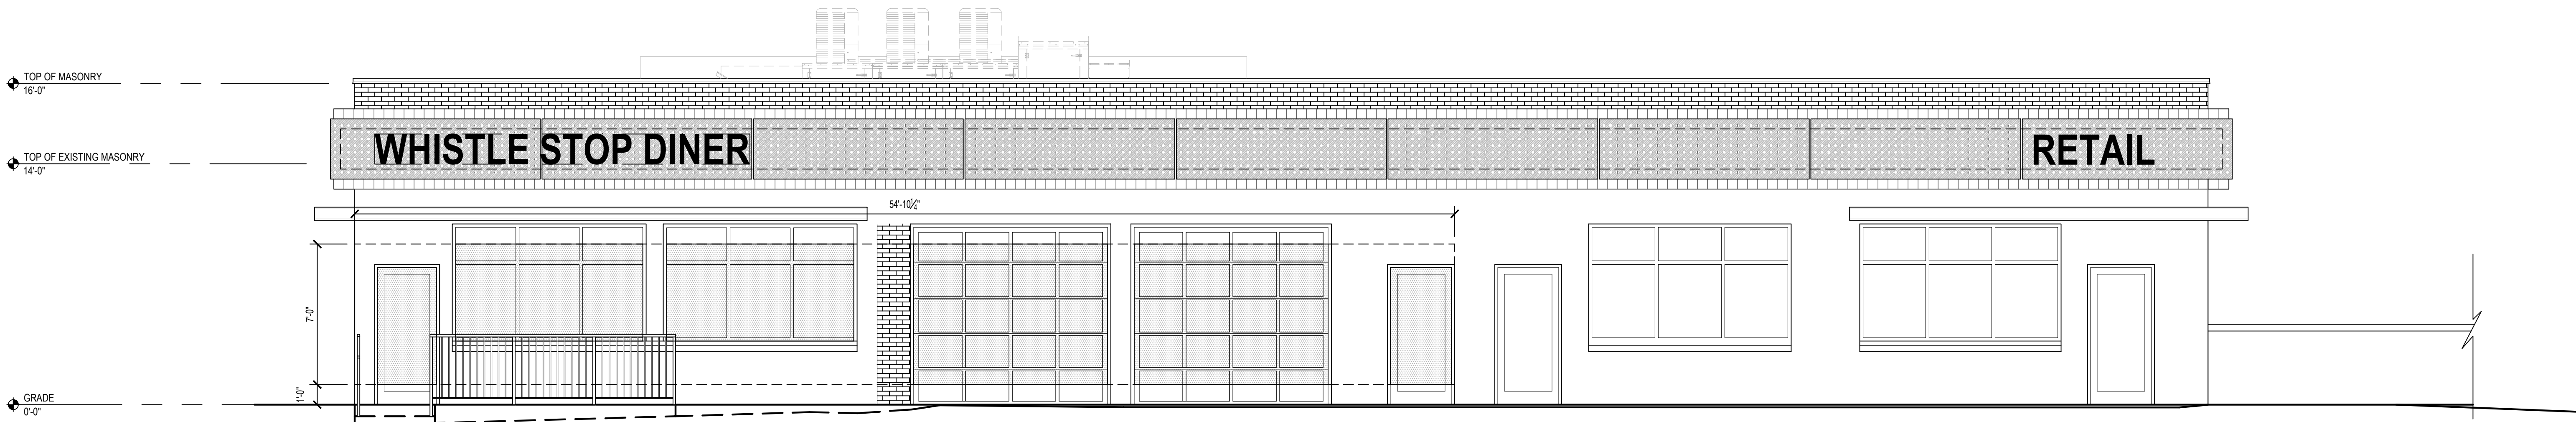 TOP OF MASONRY
16'-0"
WHISTLE STOP DINER
RETAIL
TOP OF EXISTING MASONRY
14'-0"
54'-10¼"
7'-0"
1'-0"
GRADE
0'-0"